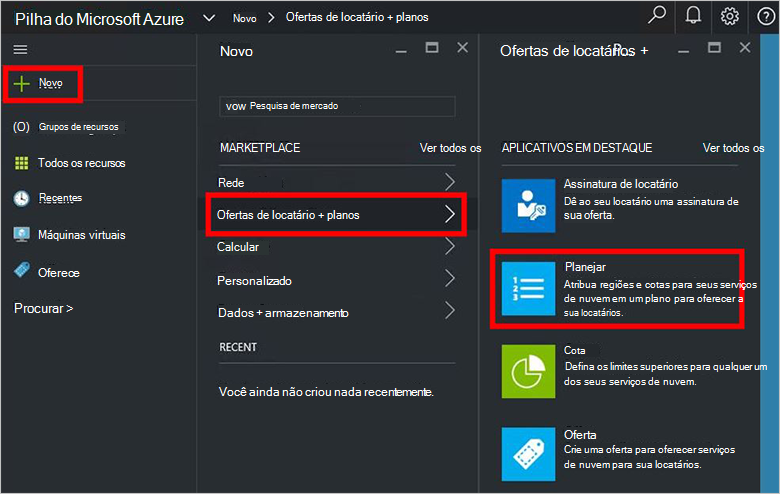 Pilha do Microsoft Azure
Novo
Ofertas de locatário + planos
Novo
Grupos de recursos
Todos os recursos
Recentes
Máquinas virtuais
Oferece
Procurar >
Novo
vow Pesquisa de mercado
MARKETPLACE
Ver todos os
Rede
Ofertas de locatário + planos
Calcular
Personalizado
Dados + armazenamento
RECENT
Você ainda não criou nada recentemente.
Ofertas de locatários +
APLICATIVOS EM DESTAQUE
Ver todos os
Assinatura de locatário
Dê ao seu locatário uma assinatura de
sua oferta.
Planejar
Atribua regiões e cotas para seus serviços
de nuvem em um plano para oferecer a
sua locatários.
Cota
Defina os limites superiores para qualquer um
dos seus serviços de nuvem.
Oferta
Crie uma oferta para oferecer serviços
de nuvem para sua locatários.